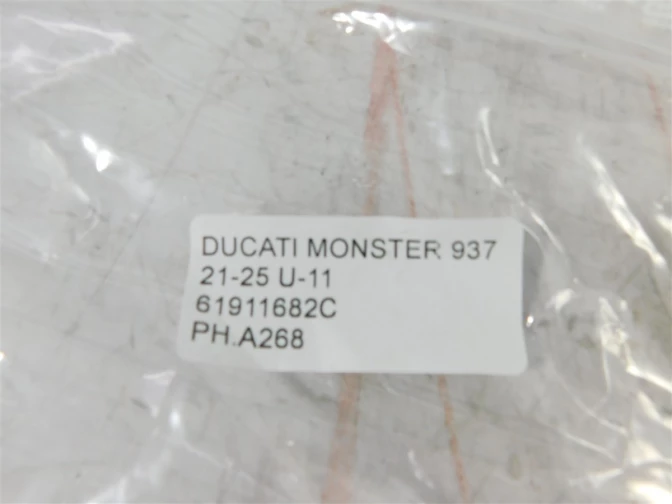 DUCATI MONSTER 937
21-25 U-11
61911682C
PH.A268